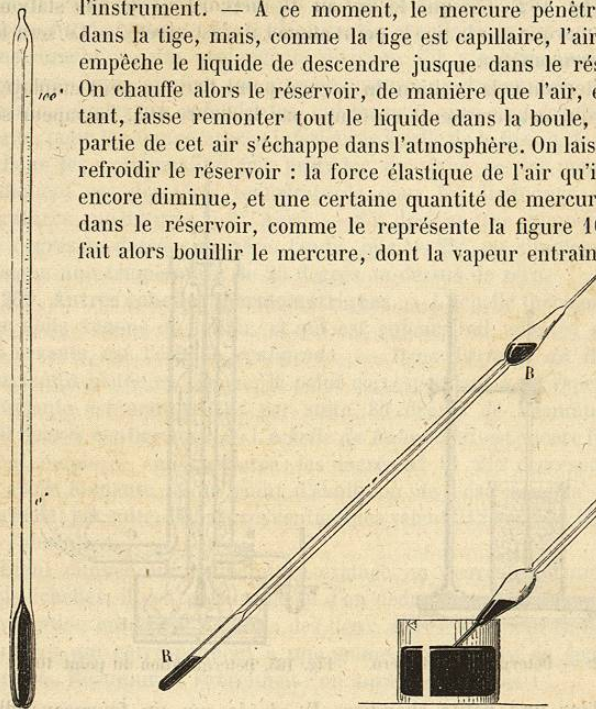 l'instrument. — A ce moment, le mercure pénètr
dans la tige, mais, comme la tige est capillaire, l'air
empêche le liquide de descendre jusque dans le rés
On chauffe alors le réservoir, de manière que l'air, e
tant, fasse remonter tout le liquide dans la boule,
partie de cet air s'échappe dans l'atmosphère. On lais
refroidir le réservoir : la force élastique de l'air qu'i
encore diminue, et une certaine quantité de mercur
dans le réservoir, comme le représente la figure 10
fait alors bouillir le mercure, dont la vapeur entraîn
100°
B
0°
R